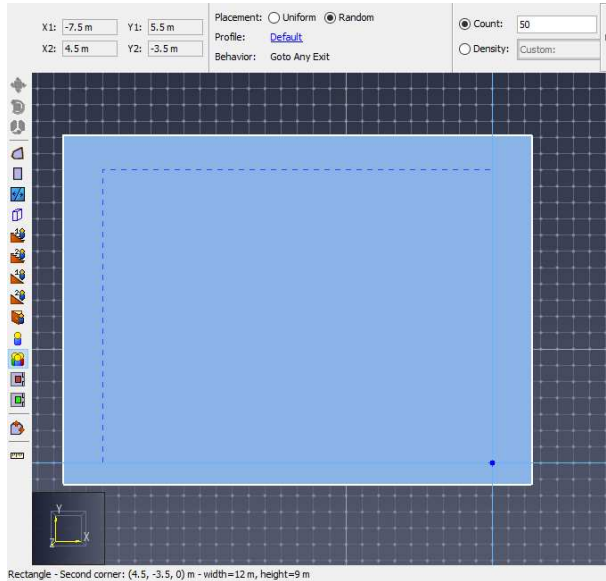 Placement: Uniform Random
X1: -7.5 m Y1: 5.5 m
Count: 50
Profile: Default
X2: 4.5 m Y2: -3.5 m
Density: Custom:
Behavior: Goto Any Exit
Y
Z X
Rectangle - Second corner: (4.5, -3.5, 0) m - width=12 m, height=9 m